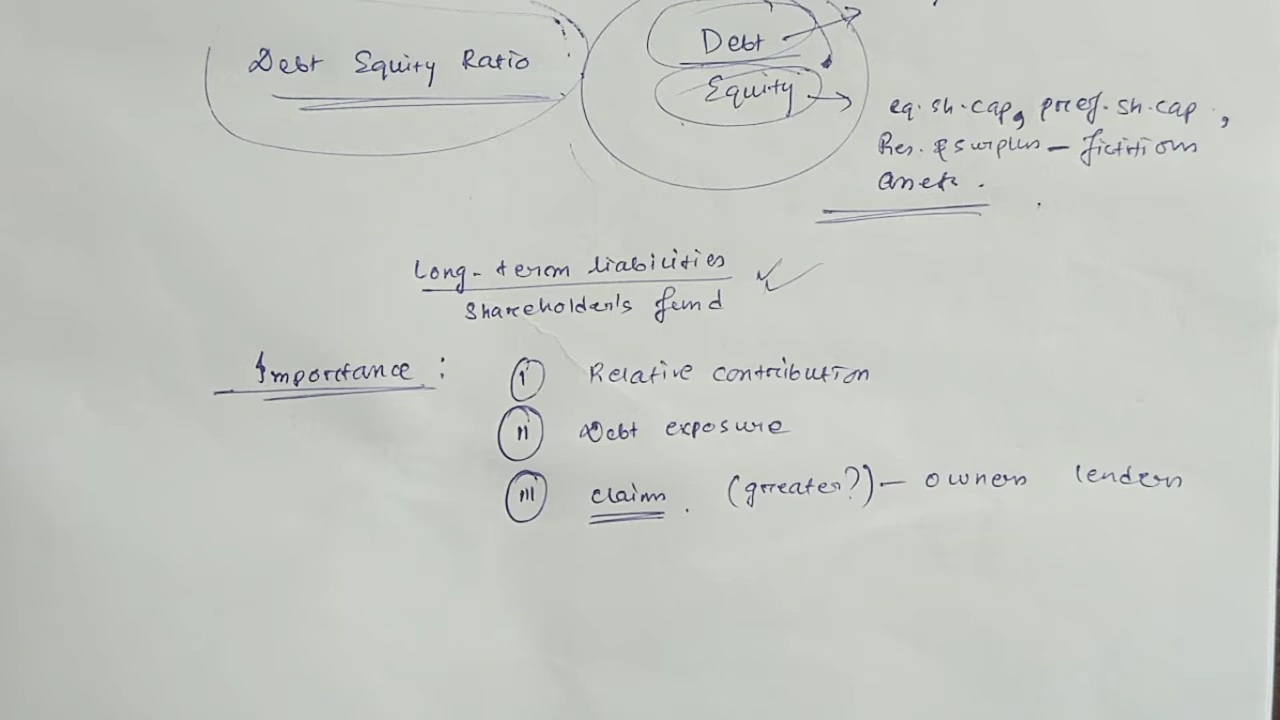 Debt Equity Ratio
Debt
Equity
eq. sh. cap, pref. sh. cap,
Res. & surplus – fictitious
assets.
Long-term liabilities
Shareholder's fund
Importance:
i Relative contribution
ii Debt exposure
iii claim. (greater?) – owners lenders